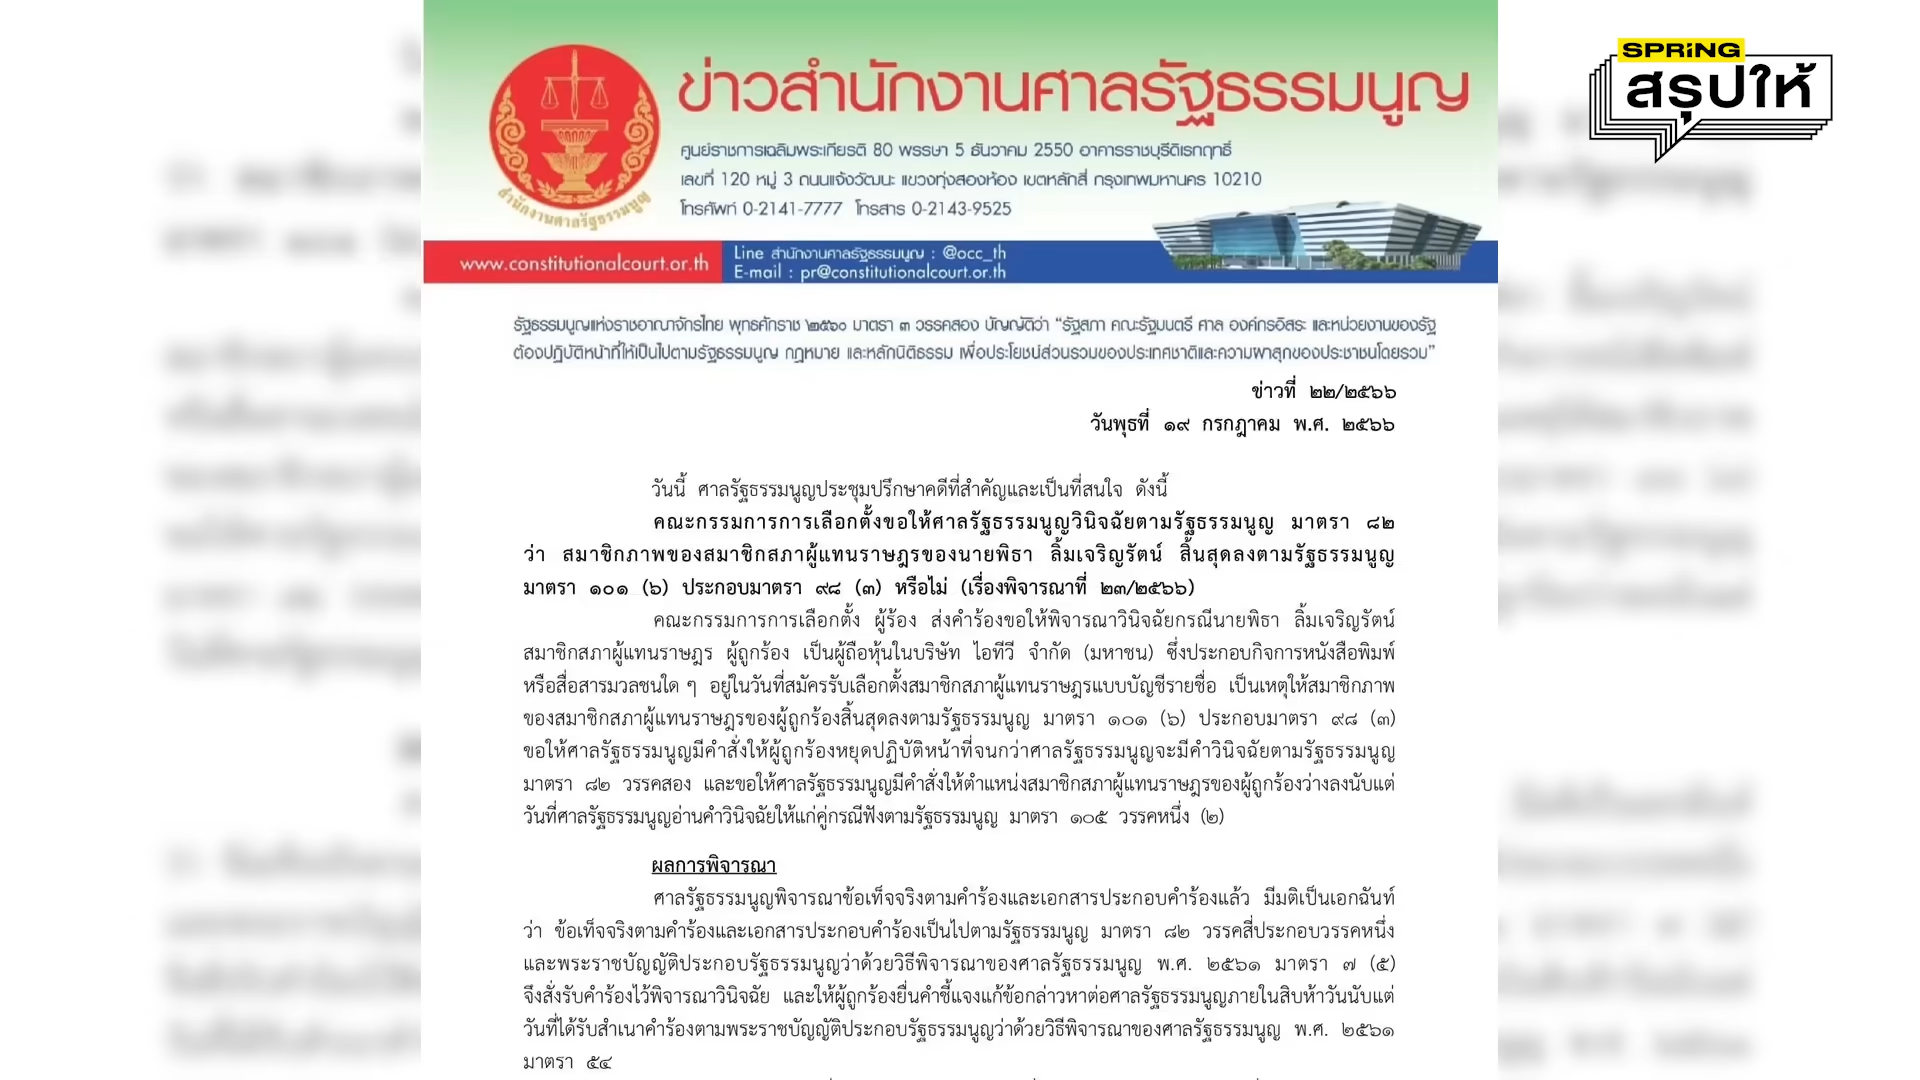 SPRiNG
สรุปให้
ข่าวสำนักงานศาลรัฐธรรมนูญ
ศูนย์ราชการเฉลิมพระเกียรติ 80 พรรษา 5 ธันวาคม 2550 อาคารราชบุรีดิเรกฤทธิ์
เลขที่ 120 หมู่ 3 ถนนแจ้งวัฒนะ แขวงทุ่งสองห้อง เขตหลักสี่ กรุงเทพมหานคร 10210
โทรศัพท์ 0-2141-7777 โทรสาร 0-2143-9525
สำนักงานศาลรัฐธรรมนูญ
www.constitutionalcourt.or.th
Line สำนักงานศาลรัฐธรรมนูญ : @occ_th
E-mail : pr@constitutionalcourt.or.th
รัฐธรรมนูญแห่งราชอาณาจักรไทย พุทธศักราช ๒๕๖๐ มาตรา ๓ วรรคสอง บัญญัติว่า “รัฐสภา คณะรัฐมนตรี ศาล องค์กรอิสระ และหน่วยงานของรัฐ
ต้องปฏิบัติหน้าที่ให้เป็นไปตามรัฐธรรมนูญ กฎหมาย และหลักนิติธรรม เพื่อประโยชน์ส่วนรวมของประเทศชาติและความผาสุกของประชาชนโดยรวม”
ข่าวที่ ๒๒/๒๕๖๖
วันพุธที่ ๑๙ กรกฎาคม พ.ศ. ๒๕๖๖
วันนี้ ศาลรัฐธรรมนูญประชุมปรึกษาคดีที่สำคัญและเป็นที่สนใจ ดังนี้
คณะกรรมการการเลือกตั้งขอให้ศาลรัฐธรรมนูญวินิจฉัยตามรัฐธรรมนูญ มาตรา ๘๒
ว่า สมาชิกภาพของสมาชิกสภาผู้แทนราษฎรของนายพิธา ลิ้มเจริญรัตน์ สิ้นสุดลงตามรัฐธรรมนูญ
มาตรา ๑๐๑ (๖) ประกอบมาตรา ๙๘ (๓) หรือไม่ (เรื่องพิจารณาที่ ๒๓/๒๕๖๖)
คณะกรรมการการเลือกตั้ง ผู้ร้อง ส่งคำร้องขอให้พิจารณาวินิจฉัยกรณีนายพิธา ลิ้มเจริญรัตน์
สมาชิกสภาผู้แทนราษฎร ผู้ถูกร้อง เป็นผู้ถือหุ้นในบริษัท ไอทีวี จำกัด (มหาชน) ซึ่งประกอบกิจการหนังสือพิมพ์
หรือสื่อสารมวลชนใด ๆ อยู่ในวันที่สมัครรับเลือกตั้งสมาชิกสภาผู้แทนราษฎรแบบบัญชีรายชื่อ เป็นเหตุให้สมาชิกภาพ
ของสมาชิกสภาผู้แทนราษฎรของผู้ถูกร้องสิ้นสุดลงตามรัฐธรรมนูญ มาตรา ๑๐๑ (๖) ประกอบมาตรา ๙๘ (๓)
ขอให้ศาลรัฐธรรมนูญมีคำสั่งให้ผู้ถูกร้องหยุดปฏิบัติหน้าที่จนกว่าศาลรัฐธรรมนูญจะมีคำวินิจฉัยตามรัฐธรรมนูญ
มาตรา ๘๒ วรรคสอง และขอให้ศาลรัฐธรรมนูญมีคำสั่งให้ตำแหน่งสมาชิกสภาผู้แทนราษฎรของผู้ถูกร้องว่างลงนับแต่
วันที่ศาลรัฐธรรมนูญอ่านคำวินิจฉัยให้แก่คู่กรณีฟังตามรัฐธรรมนูญ มาตรา ๑๐๕ วรรคหนึ่ง (๒)
ผลการพิจารณา
ศาลรัฐธรรมนูญพิจารณาข้อเท็จจริงตามคำร้องและเอกสารประกอบคำร้องแล้ว มีมติเป็นเอกฉันท์
ว่า ข้อเท็จจริงตามคำร้องและเอกสารประกอบคำร้องเป็นไปตามรัฐธรรมนูญ มาตรา ๘๒ วรรคสี่ประกอบวรรคหนึ่ง
และพระราชบัญญัติประกอบรัฐธรรมนูญว่าด้วยวิธีพิจารณาของศาลรัฐธรรมนูญ พ.ศ. ๒๕๖๑ มาตรา ๗ (๕)
จึงสั่งรับคำร้องไว้พิจารณาวินิจฉัย และให้ผู้ถูกร้องยื่นคำชี้แจงแก้ข้อกล่าวหาต่อศาลรัฐธรรมนูญภายในสิบห้าวันนับแต่
วันที่ได้รับสำเนาคำร้องตามพระราชบัญญัติประกอบรัฐธรรมนูญว่าด้วยวิธีพิจารณาของศาลรัฐธรรมนูญ พ.ศ. ๒๕๖๑
มาตรา ๕๔